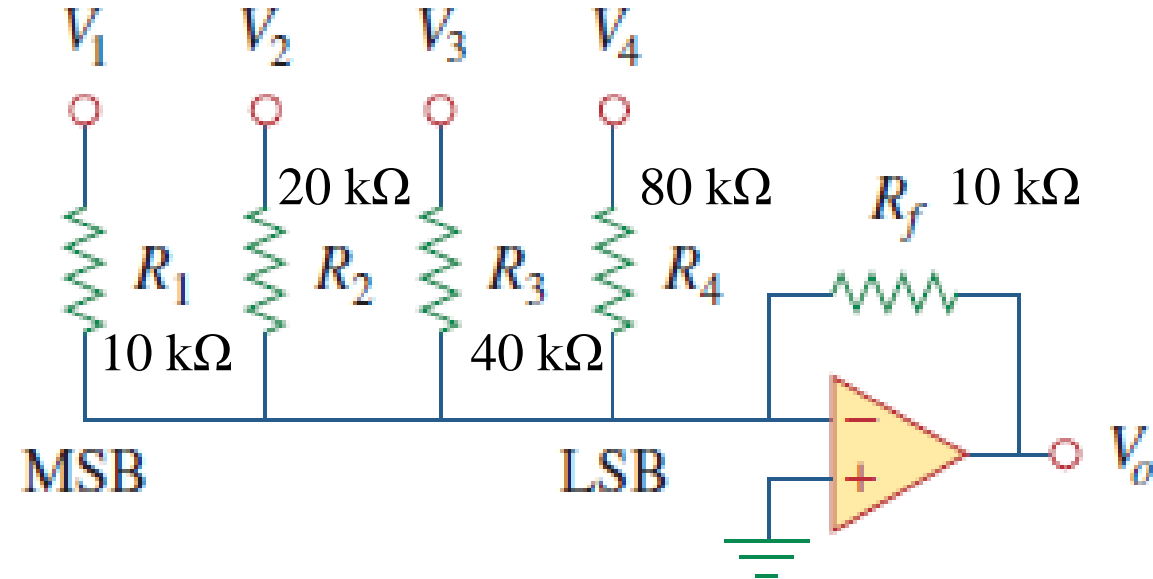 V₁ V₂ V₃ V₄
20 kΩ 80 kΩ R_f 10 kΩ
R₁ R₂ R₃ R₄
10 kΩ 40 kΩ
−
MSB LSB + Vₒ